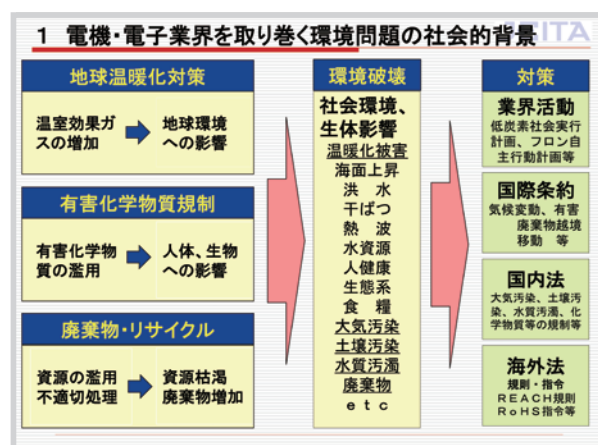 1 電機・電子業界を取り巻く環境問題の社会的背景
地球温暖化対策
温室効果ガ
スの増加
地球環境
への影響
有害化学物質規制
有害化学物
質の濫用
人体、生物
への影響
廃棄物・リサイクル
資源の濫用
不適切処理
資源枯渇
廃棄物増加
環境破壊
社会環境、
生体影響
温暖化被害
海面上昇
洪 水
干ばつ
熱 波
水資源
人健康
生態系
食 糧
大気汚染
土壌汚染
水質汚濁
廃棄物
etc
対策
業界活動
低炭素社会実行
計画、フロン自
主行動計画等
国際条約
気候変動、有害
廃棄物越境
移動 等
国内法
大気汚染、土壌汚
染、水質汚濁、化
学物質等の規制等
海外法
規則・指令
REACH規則
RoHS指令等